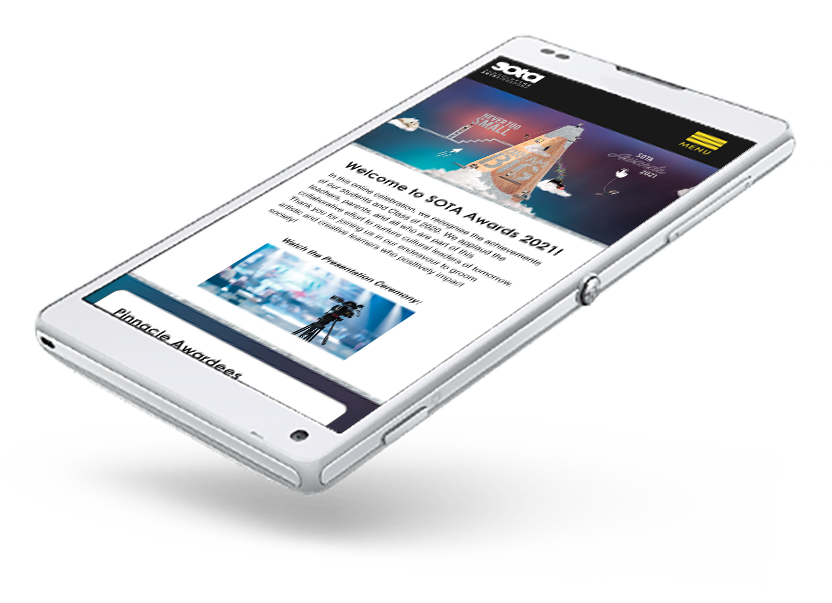 sota
MENU
NEVER TOO
SMALL
SOTA
Awards
2021
Welcome to SOTA Awards 2021!
In this online celebration, we recognise the achievements
of our students and Class of 2020. We applaud the
teachers, parents, and all who are part of this
collaborative effort to nurture cultural leaders of tomorrow.
Thank you for joining us in our endeavour to groom
artistic and creative learners who positively impact
society!
Watch the Presentation Ceremony:
Pinnacle Awardees